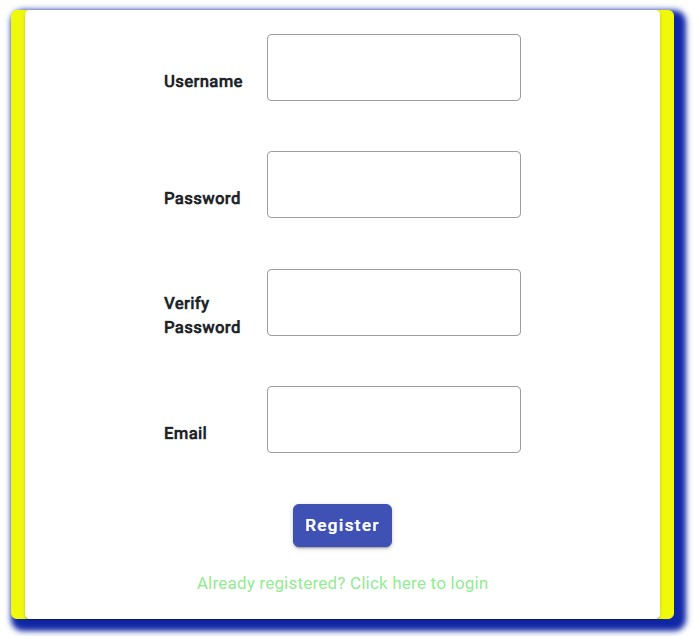 Username
Password
Verify
Password
Email
Register
Already registered? Click here to login